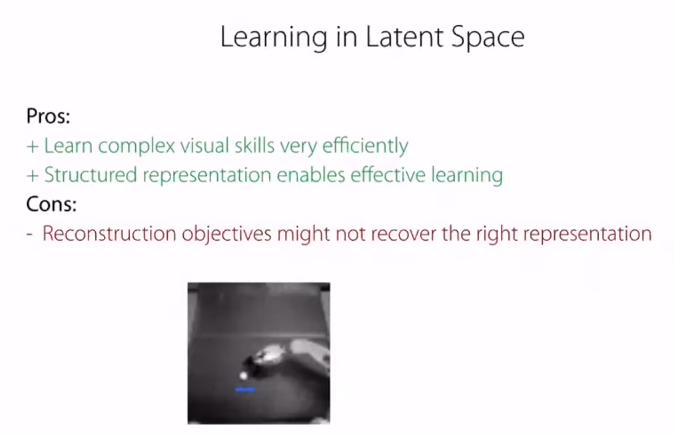 Learning in Latent Space
Pros:
+ Learn complex visual skills very efficiently
+ Structured representation enables effective learning
Cons:
- Reconstruction objectives might not recover the right representation